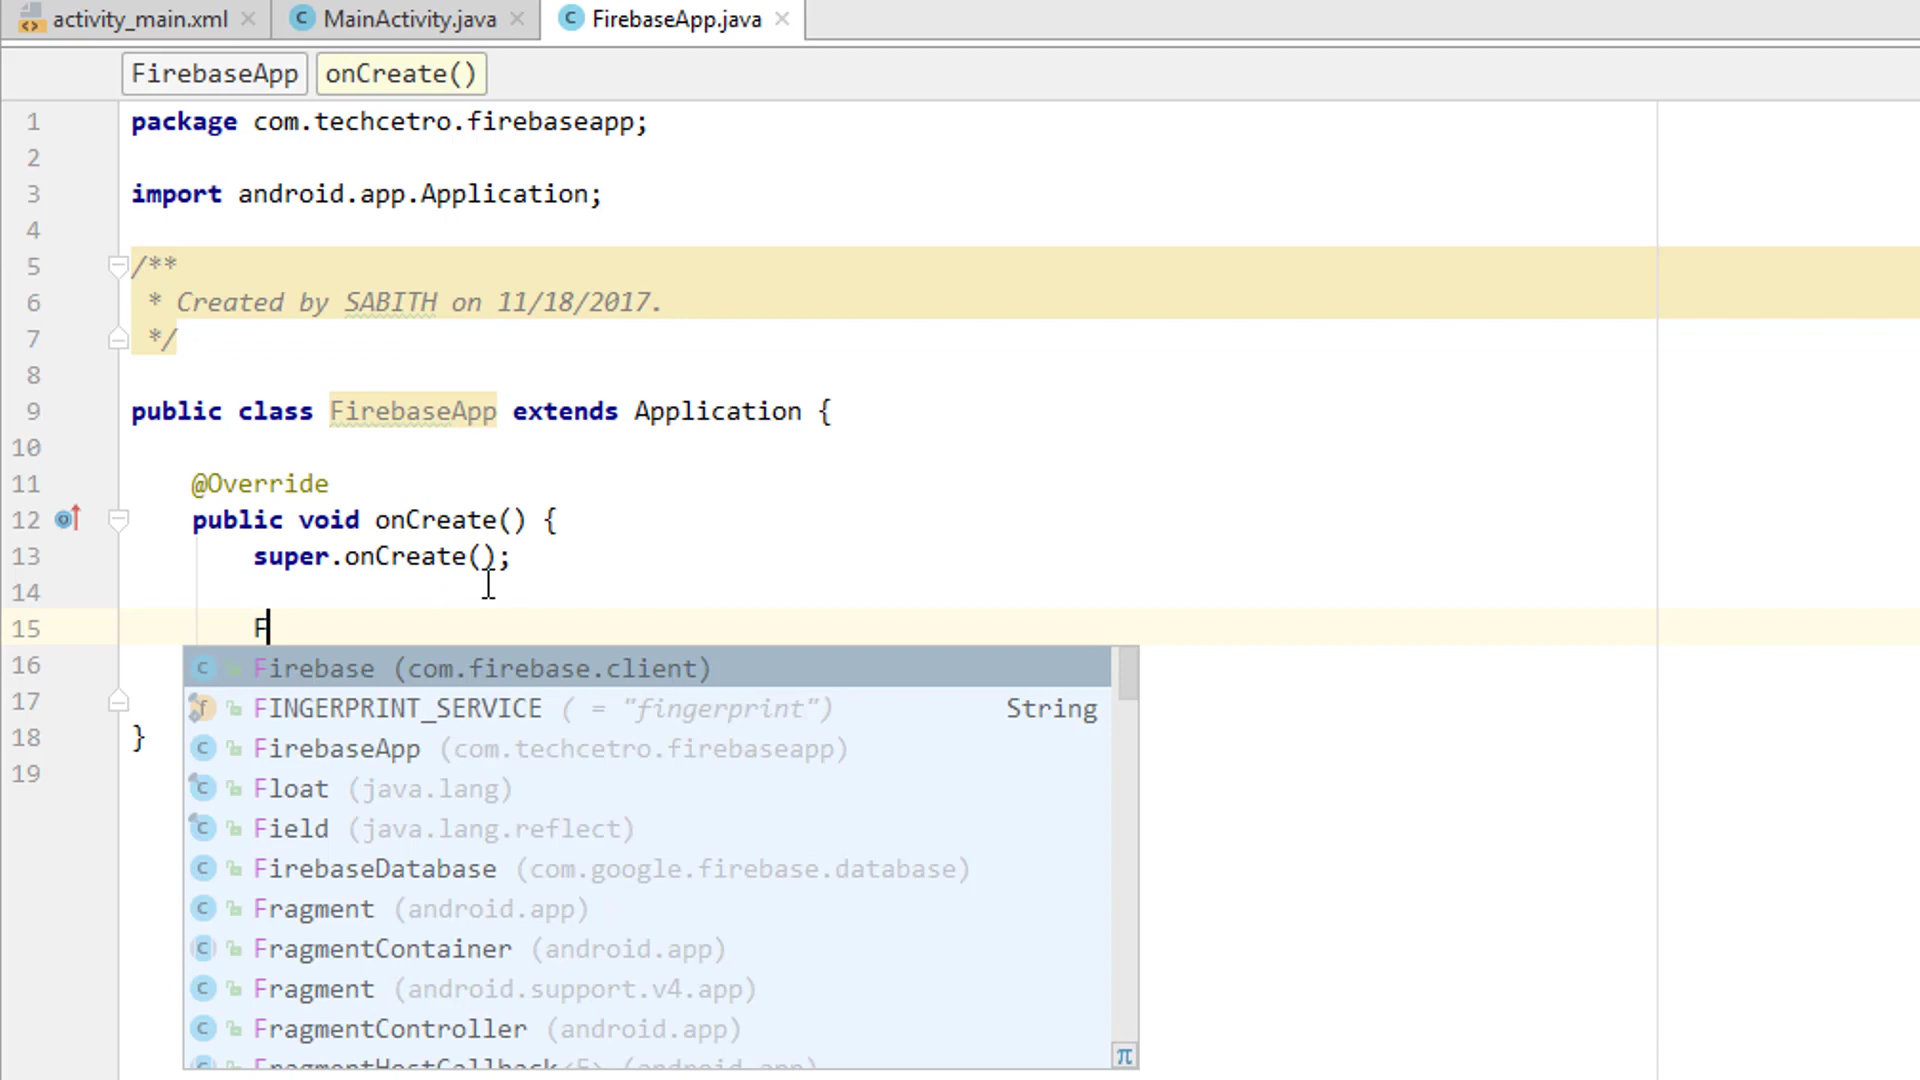 activity_main.xml MainActivity.java FirebaseApp.java
FirebaseApp onCreate()
1 package com.techcetro.firebaseapp;
2
3 import android.app.Application;
4
5 /**
6 * Created by SABITH on 11/18/2017.
7 */
8
9 public class FirebaseApp extends Application {
10
11 @Override
12 public void onCreate() {
13 super.onCreate();
14
15 F
16 Firebase (com.firebase.client)
FINGERPRINT_SERVICE ( = "fingerprint") String
17
18 }
FirebaseApp (com.techcetro.firebaseapp)
19
Float (java.lang)
Field (java.lang.reflect)
FirebaseDatabase (com.google.firebase.database)
Fragment (android.app)
FragmentContainer (android.app)
Fragment (android.support.v4.app)
FragmentController (android.app)
FragmentHostCallback<E> (android.app)
π